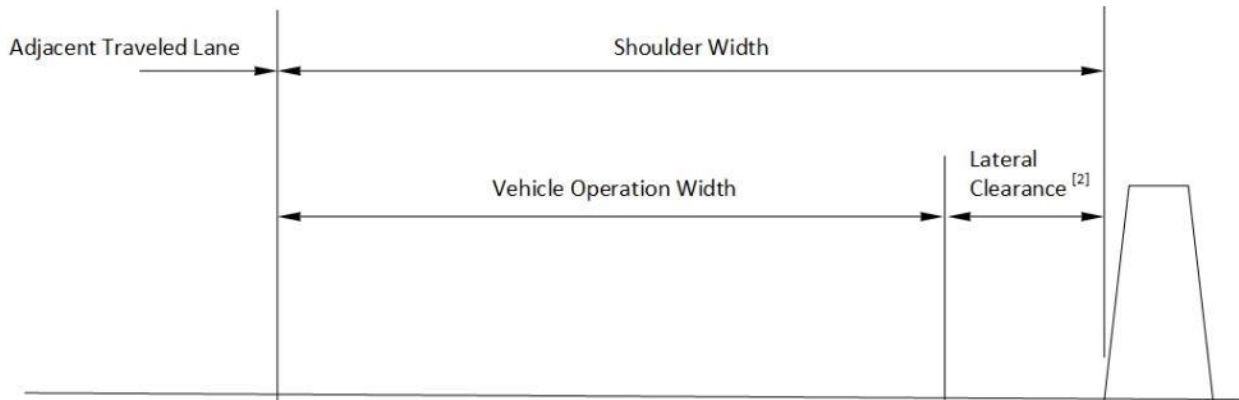 Adjacent Traveled Lane
Shoulder Width
Vehicle Operation Width
Lateral
Clearance [2]